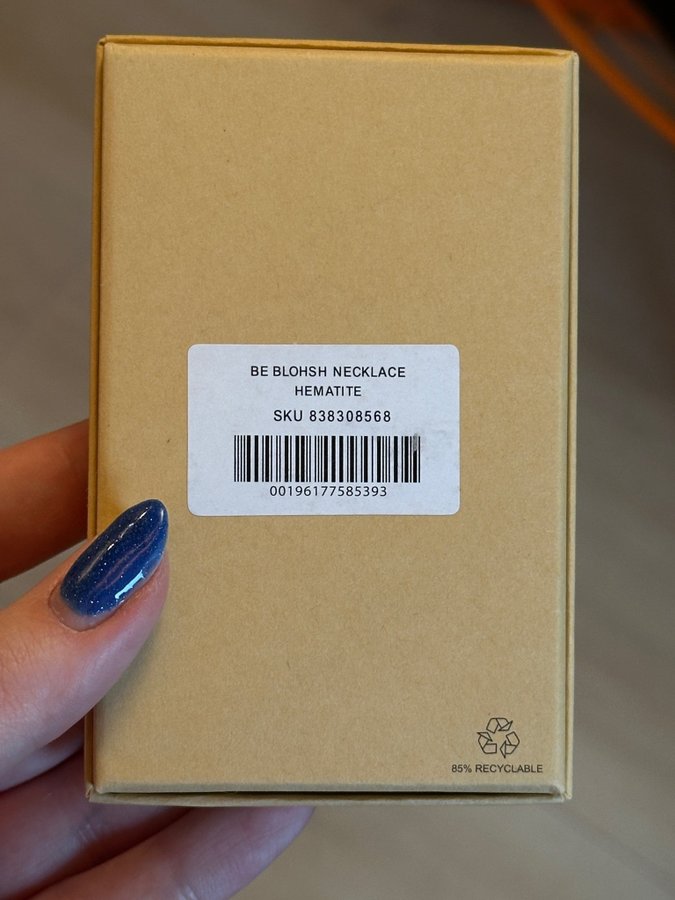 BE BLOHSH NECKLACE
HEMATITE
SKU 838308568
00196177585393
85% RECYCLABLE